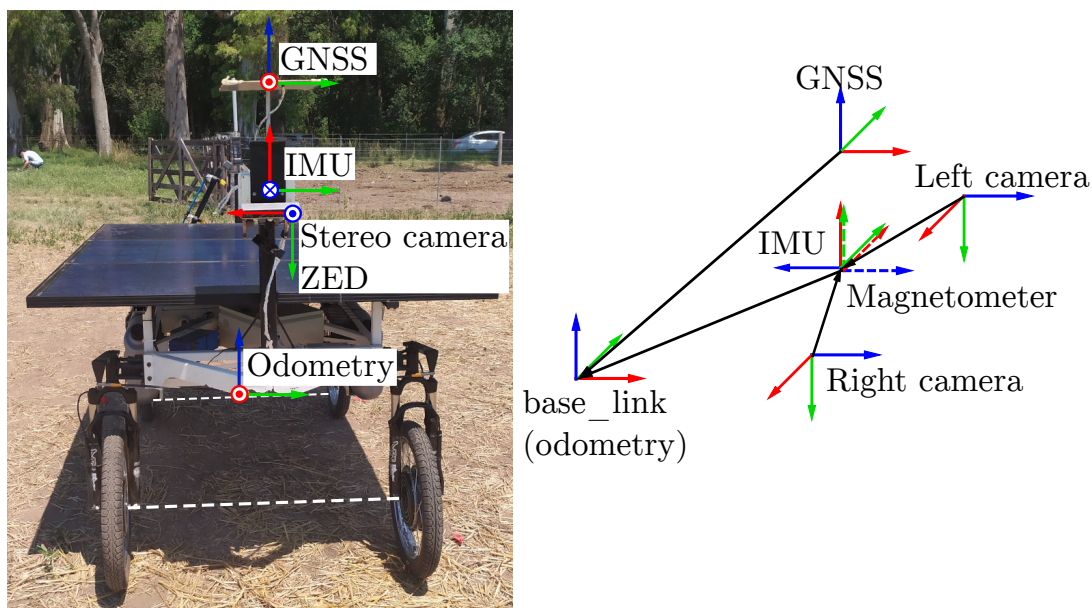 GNSS
IMU
Stereo camera
ZED
Odometry
GNSS
Left camera
IMU
Magnetometer
Right camera
base_link
(odometry)